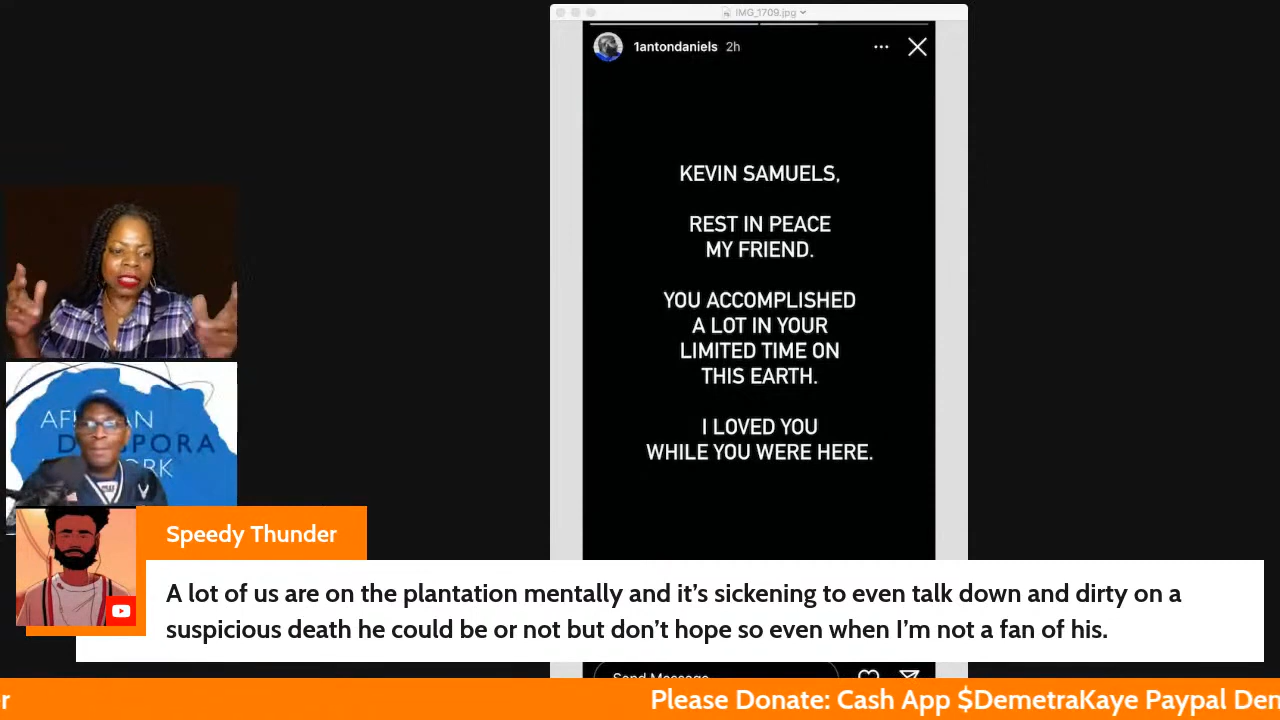 IMG_1709.jpg
1antondaniels 2h
KEVIN SAMUELS,
REST IN PEACE
MY FRIEND.
YOU ACCOMPLISHED
A LOT IN YOUR
LIMITED TIME ON
THIS EARTH.
I LOVED YOU
WHILE YOU WERE HERE.
Send Message
Speedy Thunder
A lot of us are on the plantation mentally and it's sickening to even talk down and dirty on a
suspicious death he could be or not but don't hope so even when I'm not a fan of his.
r Please Donate: Cash App $DemetraKaye Paypal Dem